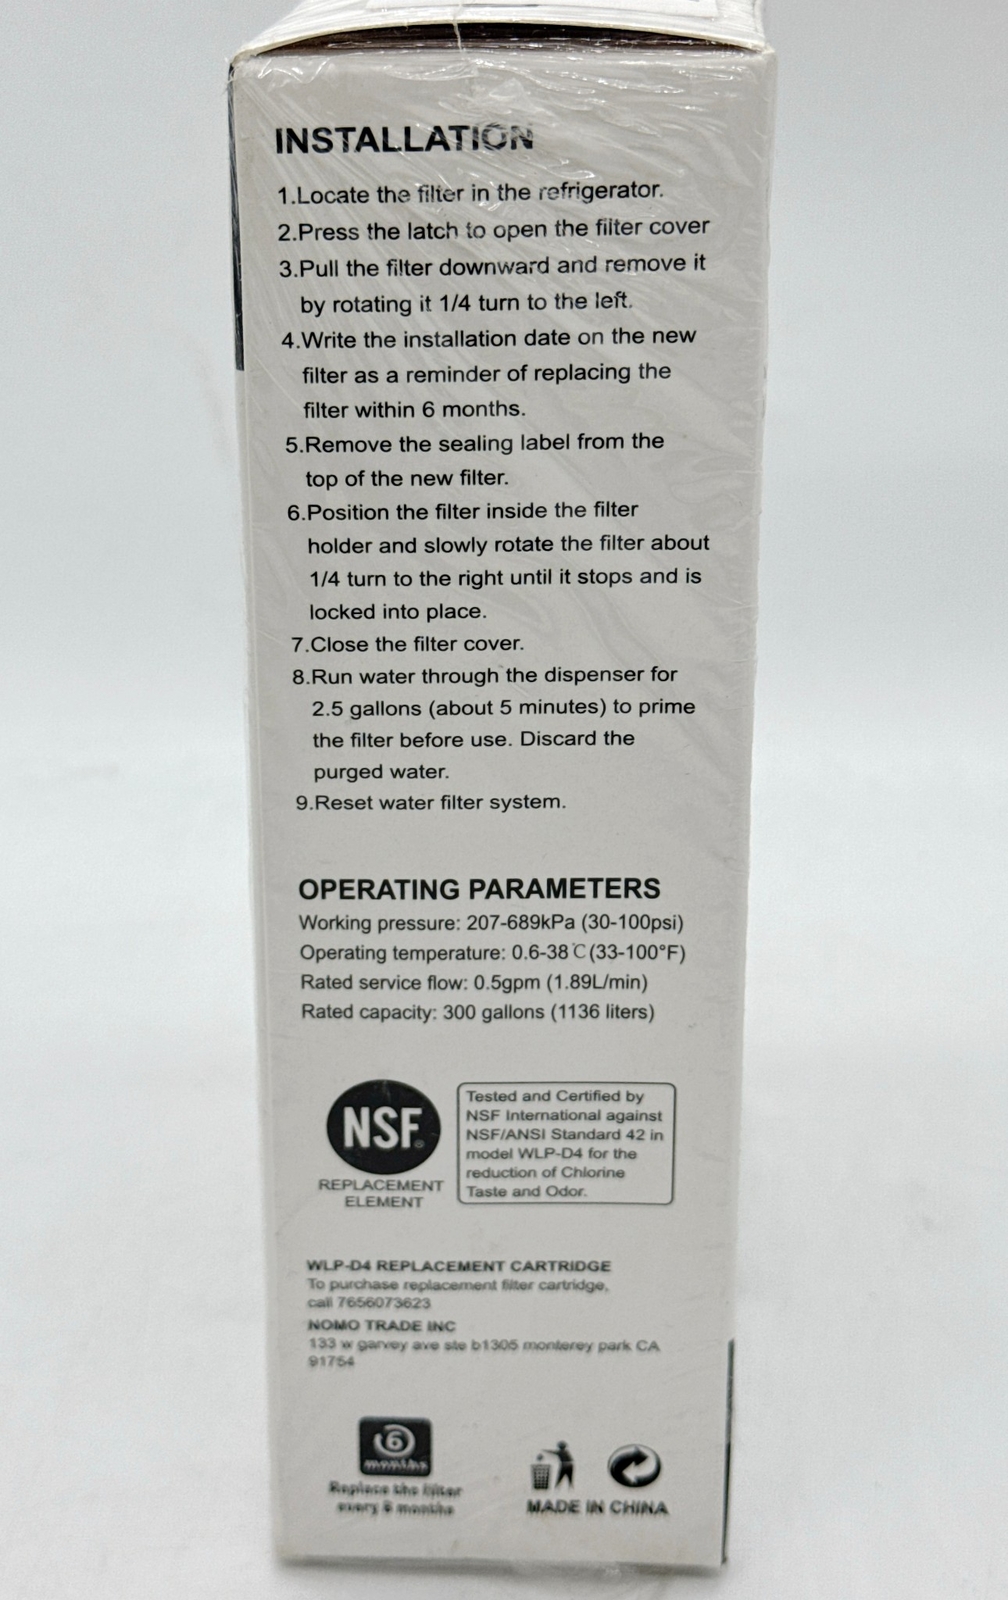 INSTALLATION
1.Locate the filter in the refrigerator.
2.Press the latch to open the filter cover
3.Pull the filter downward and remove it
by rotating it 1/4 turn to the left.
4.Write the installation date on the new
filter as a reminder of replacing the
filter within 6 months.
5.Remove the sealing label from the
top of the new filter.
6.Position the filter inside the filter
holder and slowly rotate the filter about
1/4 turn to the right until it stops and is
locked into place.
7.Close the filter cover.
8.Run water through the dispenser for
2.5 gallons (about 5 minutes) to prime
the filter before use. Discard the
purged water.
9.Reset water filter system.
OPERATING PARAMETERS
Working pressure: 207-689kPa (30-100psi)
Operating temperature: 0.6-38℃(33-100°F)
Rated service flow: 0.5gpm (1.89L/min)
Rated capacity: 300 gallons (1136 liters)
NSF®
REPLACEMENT
ELEMENT
Tested and Certified by
NSF International against
NSF/ANSI Standard 42 in
model WLP-D4 for the
reduction of Chlorine
Taste and Odor.
WLP-D4 REPLACEMENT CARTRIDGE
To purchase replacement filter cartridge,
call 7656073623
NOMO TRADE INC
133 w garvey ave ste b1305 monterey park CA
91754
6
months
Replace the filter
every 6 months
MADE IN CHINA